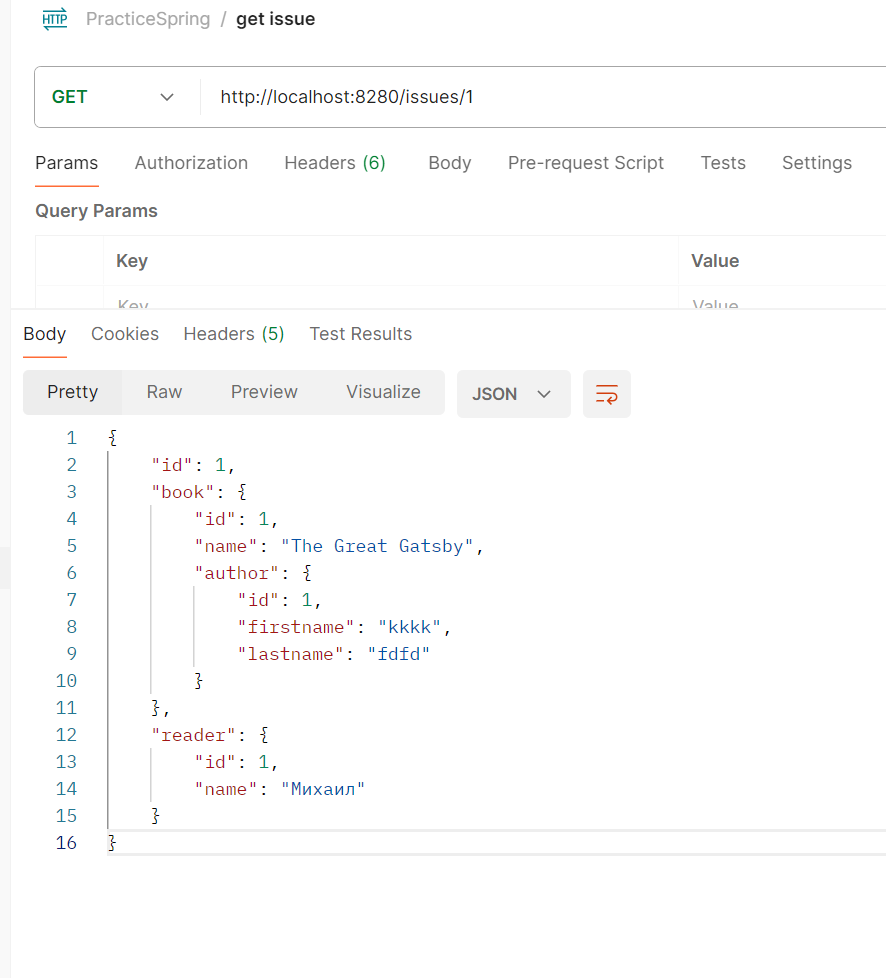 HTTP PracticeSpring / get issue
GET http://localhost:8280/issues/1
Params Authorization Headers (6) Body Pre-request Script Tests Settings
Query Params
Key Value
Key Value
Body Cookies Headers (5) Test Results
Pretty Raw Preview Visualize JSON
1 {
2 "id": 1,
3 "book": {
4 "id": 1,
5 "name": "The Great Gatsby",
6 "author": {
7 "id": 1,
8 "firstname": "kkkk",
9 "lastname": "fdfd"
10 }
11 },
12 "reader": {
13 "id": 1,
14 "name": "Михаил"
15 }
16 }